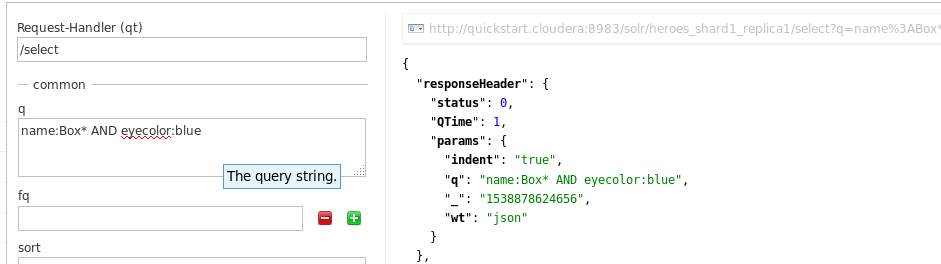 Request-Handler (qt)
/select
common
q
name:Box* AND eyecolor:blue
The query string.
fq
sort
http://quickstart.cloudera:8983/solr/heroes_shard1_replica1/select?q=name%3ABox*
{
"responseHeader": {
"status": 0,
"QTime": 1,
"params": {
"indent": "true",
"q": "name:Box* AND eyecolor:blue",
"_": "1538878624656",
"wt": "json"
}
},